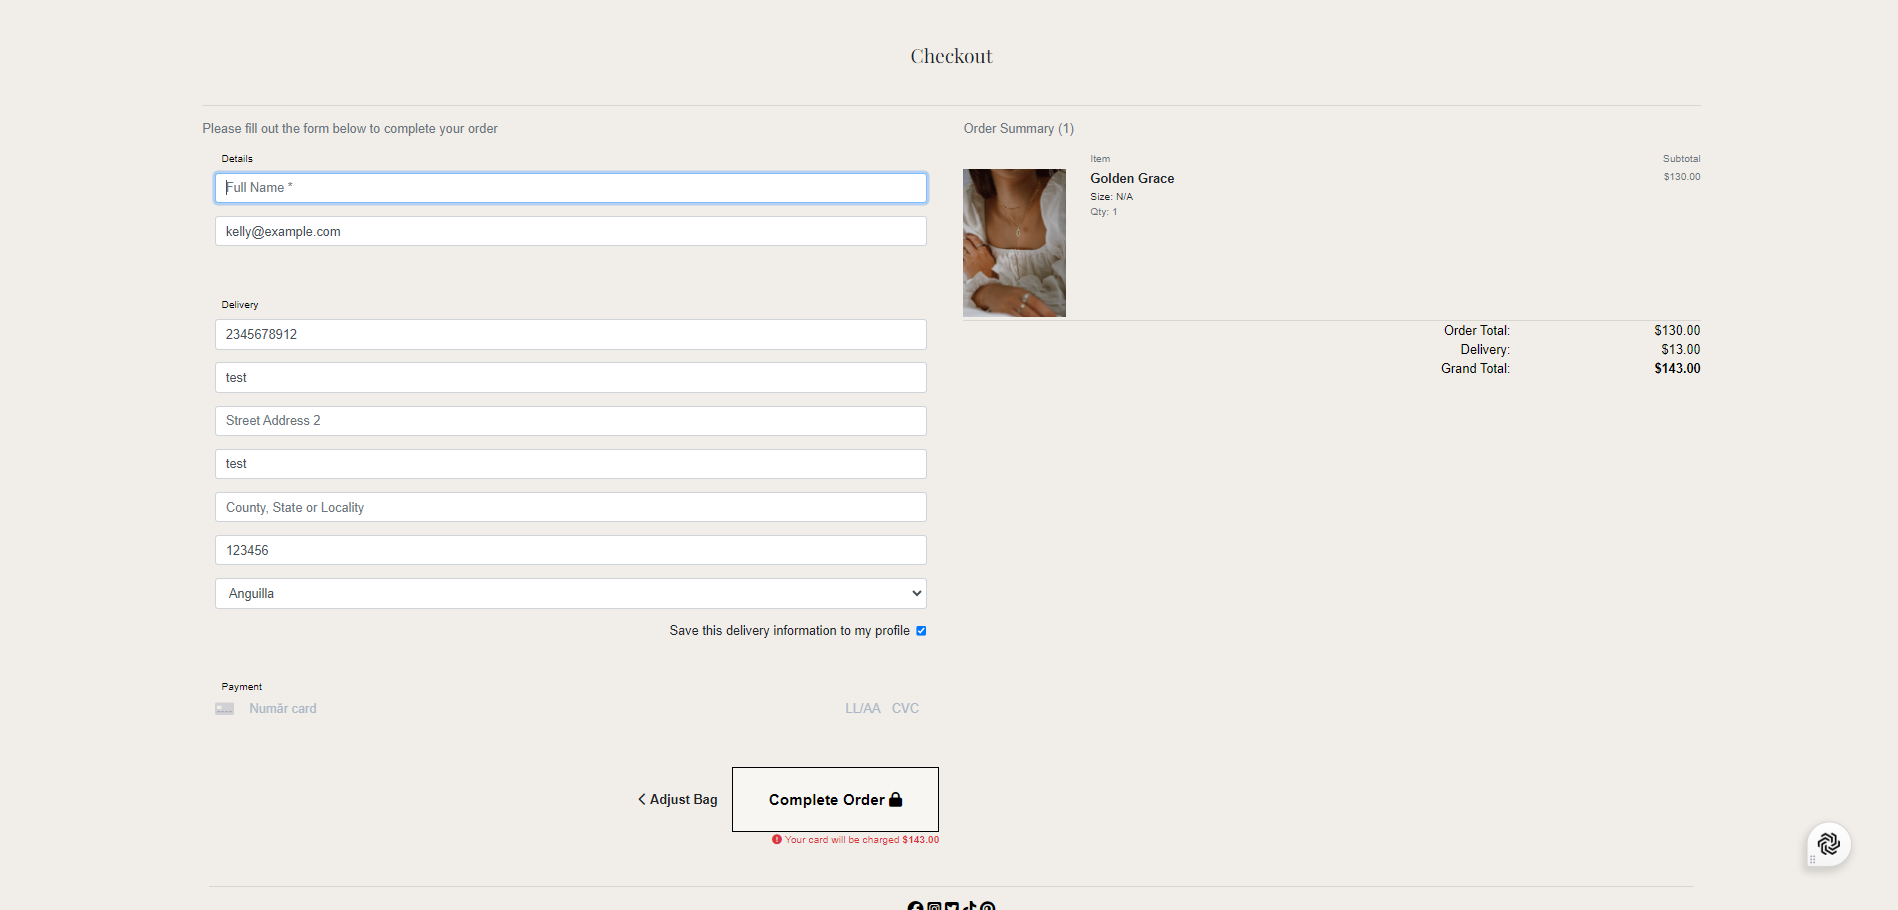 Checkout
Please fill out the form below to complete your order
Details
Full Name *
kelly@example.com
Delivery
2345678912
test
Street Address 2
test
County, State or Locality
123456
Anguilla
Save this delivery information to my profile
Payment
Număr card LL/AA CVC
Adjust Bag
Complete Order
Your card will be charged $143.00
Order Summary (1)
Item Subtotal
Golden Grace $130.00
Size: N/A
Qty: 1
Order Total: $130.00
Delivery: $13.00
Grand Total: $143.00